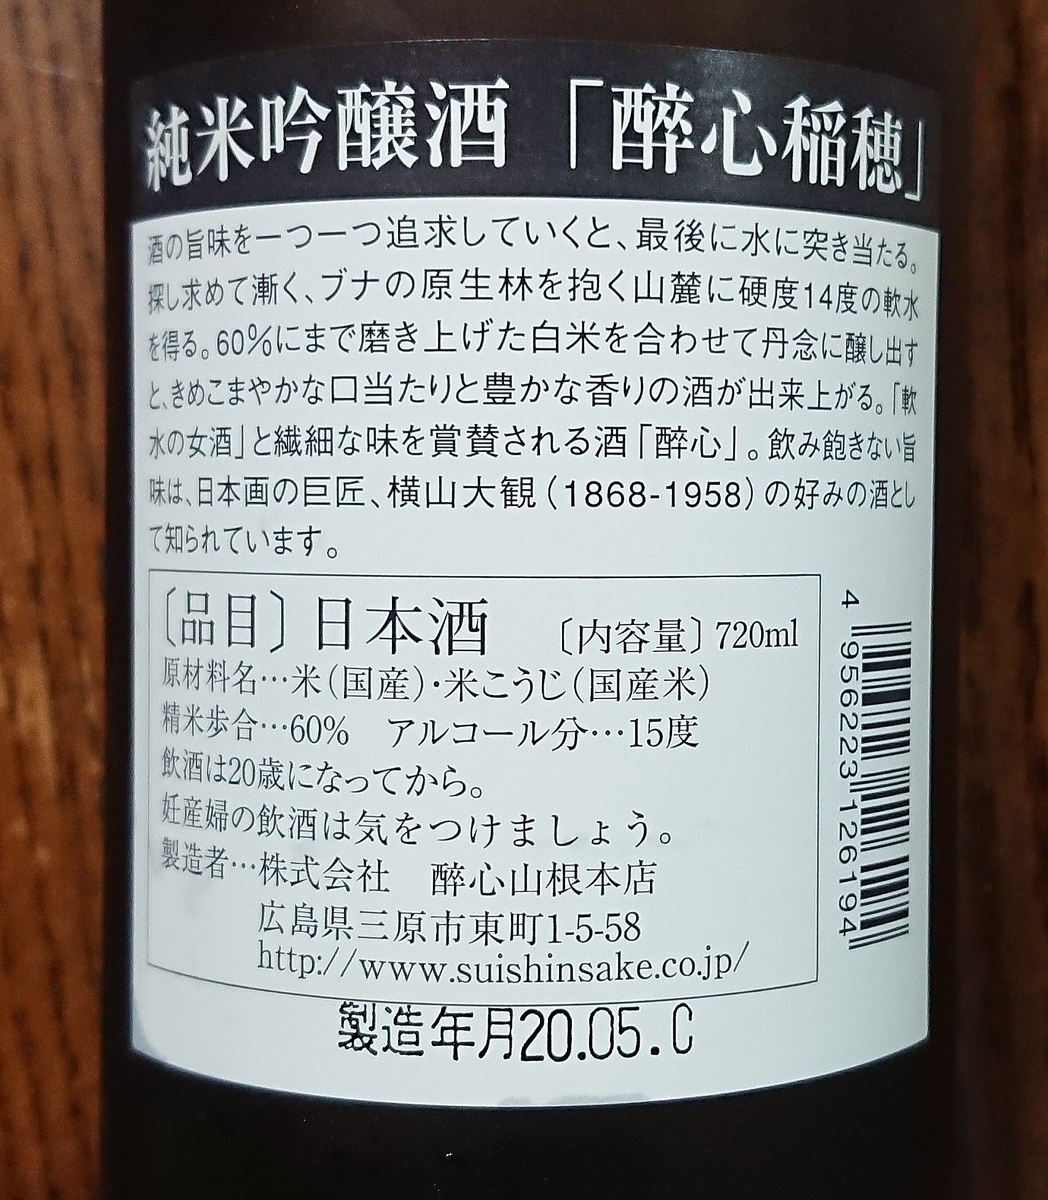 純米吟醸酒「醉心稲穂」
酒の旨味を一つ一つ追求していくと、最後に水に突き当たる。
探し求めて漸く、ブナの原生林を抱く山麓に硬度14度の軟水
を得る。60%にまで磨き上げた白米を合わせて丹念に醸し出す
と、きめこまやかな口当たりと豊かな香りの酒が出来上がる。「軟
水の女酒」と繊細な味を賞賛される酒「醉心」。飲み飽きない旨
味は、日本画の巨匠、横山大観（1868-1958）の好みの酒とし
て知られています。
〔品目〕日本酒 〔内容量〕720ml
原材料名…米（国産）・米こうじ（国産米）
精米歩合…60% アルコール分…15度
飲酒は20歳になってから。
妊産婦の飲酒は気をつけましょう。
製造者…株式会社 醉心山根本店
広島県三原市東町1-5-58
http://www.suishinsake.co.jp/
製造年月20.05.C
4 956223 126194